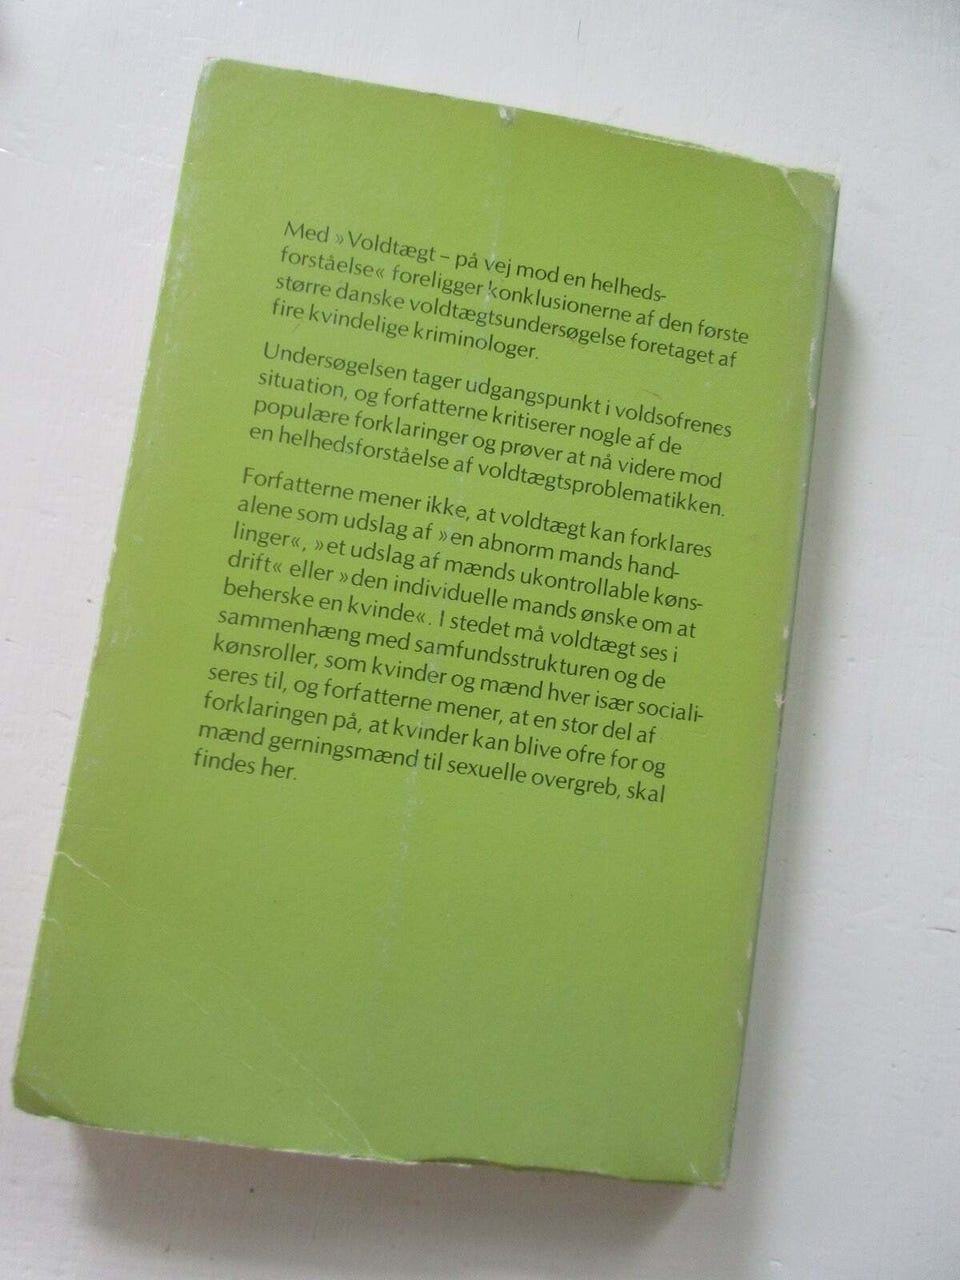 Med »Voldtægt – på vej mod en helheds-
forståelse« foreligger konklusionerne af den første
større danske voldtægtsundersøgelse foretaget af
fire kvindelige kriminologer.
Undersøgelsen tager udgangspunkt i voldsofrenes
situation, og forfatterne kritiserer nogle af de
populære forklaringer og prøver at nå videre mod
en helhedsforståelse af voldtægtsproblematikken.
Forfatterne mener ikke, at voldtægt kan forklares
alene som udslag af »en abnorm mands hand-
linger«, »et udslag af mænds ukontrollable køns-
drift« eller »den individuelle mands ønske om at
beherske en kvinde«. I stedet må voldtægt ses i
sammenhæng med samfundsstrukturen og de
kønsroller, som kvinder og mænd hver især sociali-
seres til, og forfatterne mener, at en stor del af
forklaringen på, at kvinder kan blive ofre for og
mænd gerningsmænd til sexuelle overgreb, skal
findes her.